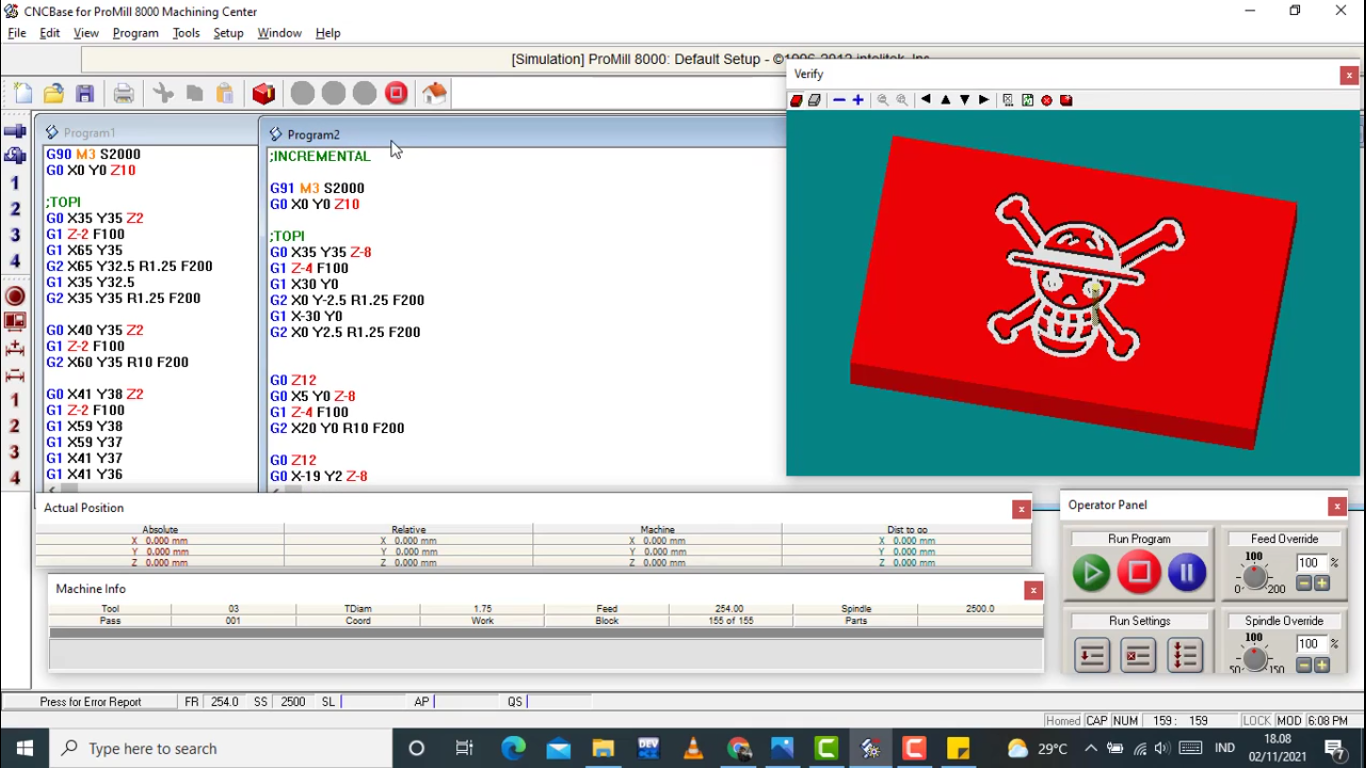 CNCBase for ProMill 8000 Machining Center
File Edit View Program Tools Setup Window Help
[Simulation] ProMill 8000: Default Setup - ©1996-2012 intelitek, Inc.
Program1
G90 M3 S2000
G0 X0 Y0 Z10
;TOPI
G0 X35 Y35 Z2
G1 Z-2 F100
G1 X65 Y35
G2 X65 Y32.5 R1.25 F200
G1 X35 Y32.5
G2 X35 Y35 R1.25 F200
G0 X40 Y35 Z2
G1 Z-2 F100
G2 X60 Y35 R10 F200
G0 X41 Y38 Z2
G1 Z-2 F100
G1 X59 Y38
G1 X59 Y37
G1 X41 Y37
G1 X41 Y36
Program2
;INCREMENTAL
G91 M3 S2000
G0 X0 Y0 Z10
;TOPI
G0 X35 Y35 Z-8
G1 Z-4 F100
G1 X30 Y0
G2 X0 Y-2.5 R1.25 F200
G1 X-30 Y0
G2 X0 Y2.5 R1.25 F200
G0 Z12
G0 X5 Y0 Z-8
G1 Z-4 F100
G2 X20 Y0 R10 F200
G0 Z12
G0 X-19 Y2 Z-8
Verify
1
2
3
4
1
2
3
4
Actual Position
Absolute Relative Machine Dist to go
X 0.000 mm X 0.000 mm X 0.000 mm X 0.000 mm
Y 0.000 mm Y 0.000 mm Y 0.000 mm Y 0.000 mm
Z 0.000 mm Z 0.000 mm Z 0.000 mm Z 0.000 mm
Machine Info
Tool 03 TDiam 1.75 Feed 254.00 Spindle 2500.0
Pass 001 Coord Work Block 155 of 155 Parts
Operator Panel
Run Program
Feed Override
100
0 200
100 %
Run Settings
Spindle Override
100
50 150
100 %
Press for Error Report FR 254.0 SS 2500 SL AP QS
Homed CAP NUM 159 : 159 LOCK MOD 6:08 PM
Type here to search
DEV
29°C
IND
18.08
02/11/2021
7